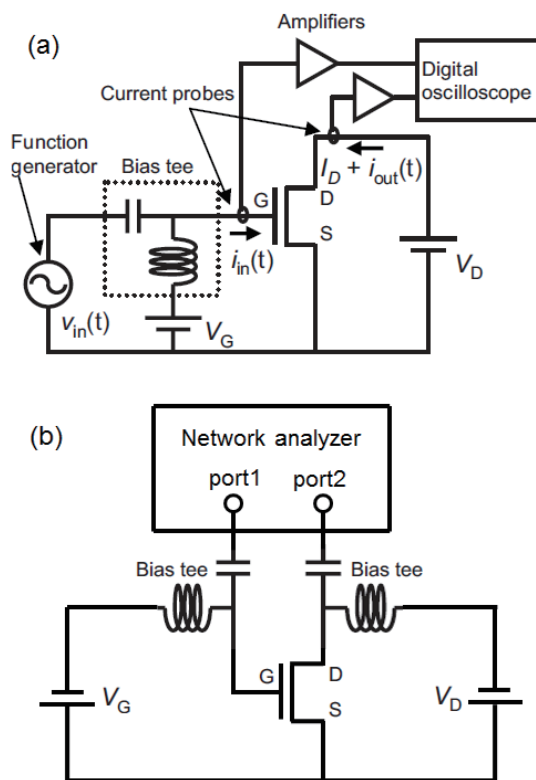 (a)
Amplifiers
Digital
oscilloscope
Current probes
Function
generator
Bias tee
I_D + i_out(t)
G
D
S
i_in(t)
V_D
v_in(t)
V_G
(b)
Network analyzer
port1 port2
Bias tee Bias tee
G D
S
V_G V_D